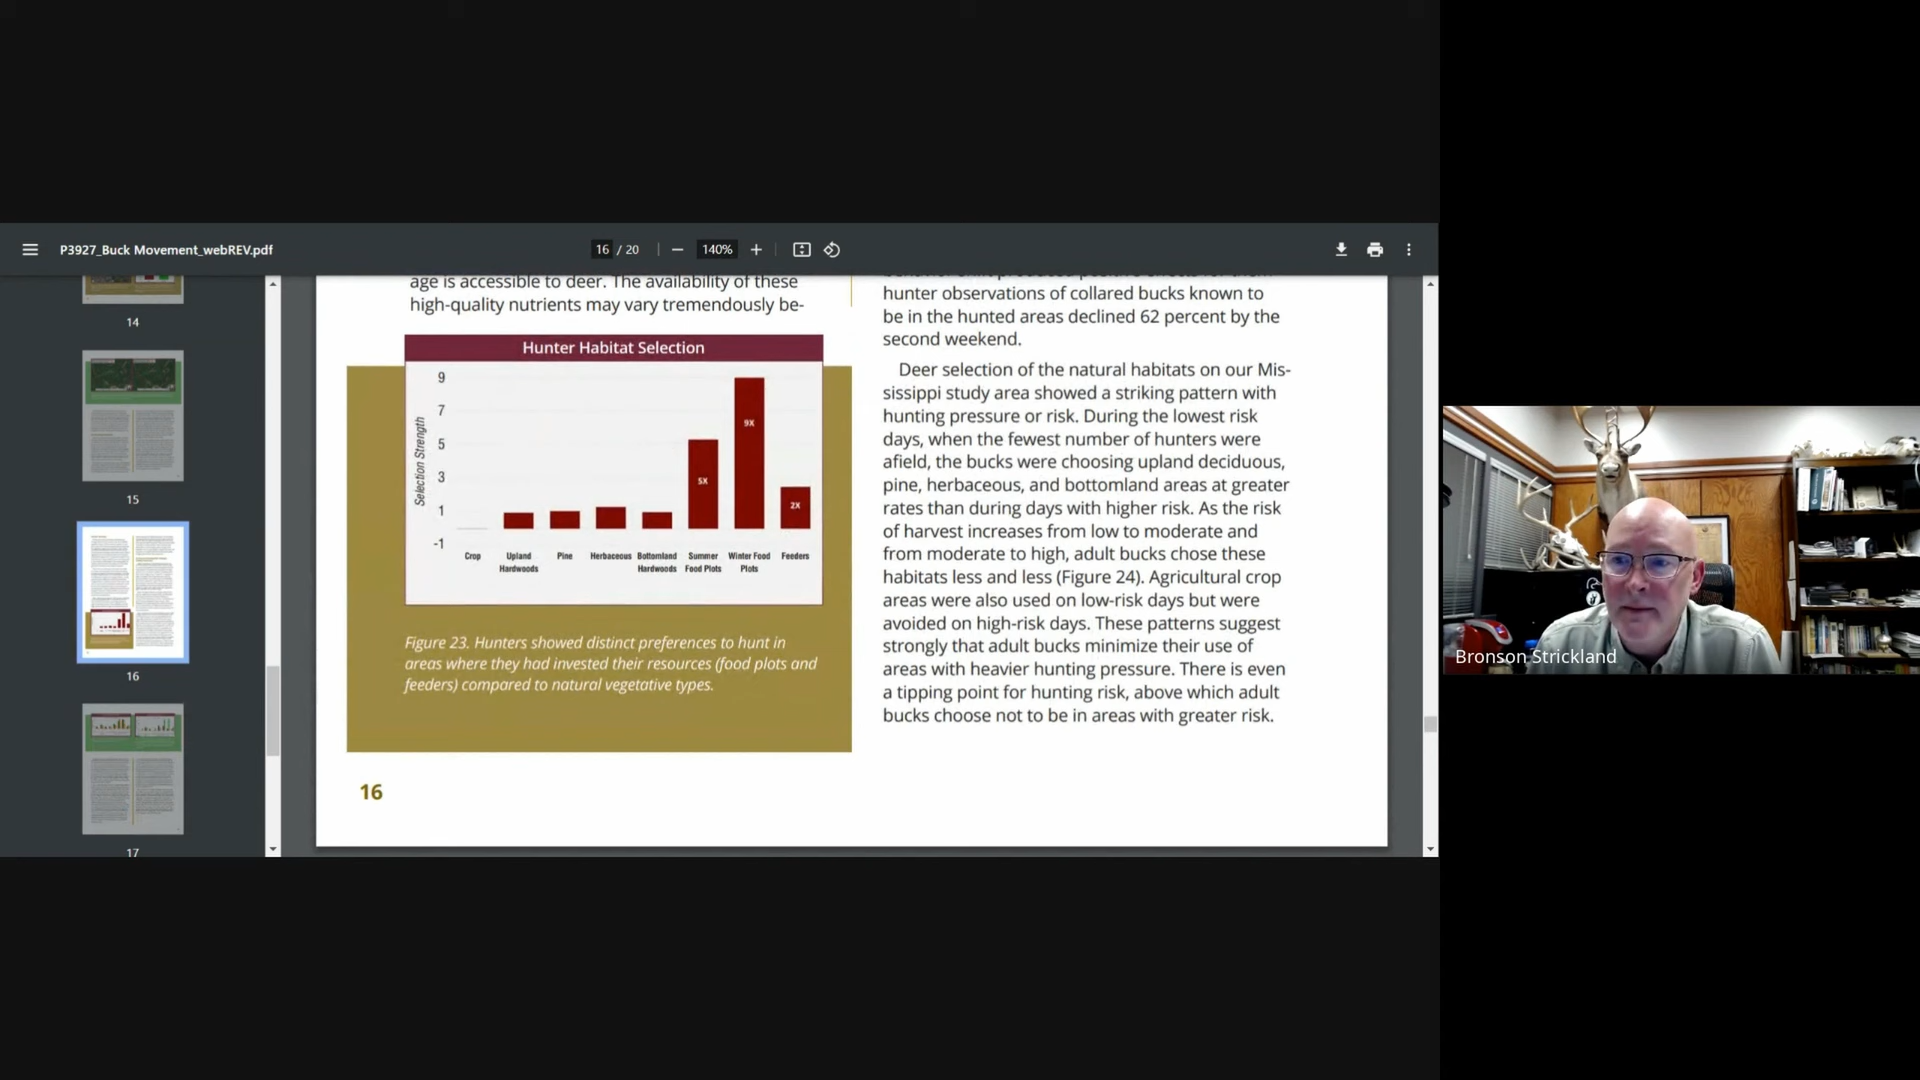 P3927_Buck Movement_webREV.pdf
16 / 20
140%
14
15
16
17
age is accessible to deer. The availability of these
high-quality nutrients may vary tremendously be-
Hunter Habitat Selection
Selection Strength
9
7
5
3
1
-1
5X
9X
2X
Crop
Upland Hardwoods
Pine
Herbaceous
Bottomland Hardwoods
Summer Food Plots
Winter Food Plots
Feeders
Figure 23. Hunters showed distinct preferences to hunt in
areas where they had invested their resources (food plots and
feeders) compared to natural vegetative types.
16
hunter observations of collared bucks known to
be in the hunted areas declined 62 percent by the
second weekend.
Deer selection of the natural habitats on our Mis-
sissippi study area showed a striking pattern with
hunting pressure or risk. During the lowest risk
days, when the fewest number of hunters were
afield, the bucks were choosing upland deciduous,
pine, herbaceous, and bottomland areas at greater
rates than during days with higher risk. As the risk
of harvest increases from low to moderate and
from moderate to high, adult bucks chose these
habitats less and less (Figure 24). Agricultural crop
areas were also used on low-risk days but were
avoided on high-risk days. These patterns suggest
strongly that adult bucks minimize their use of
areas with heavier hunting pressure. There is even
a tipping point for hunting risk, above which adult
bucks choose not to be in areas with greater risk.
Bronson Strickland